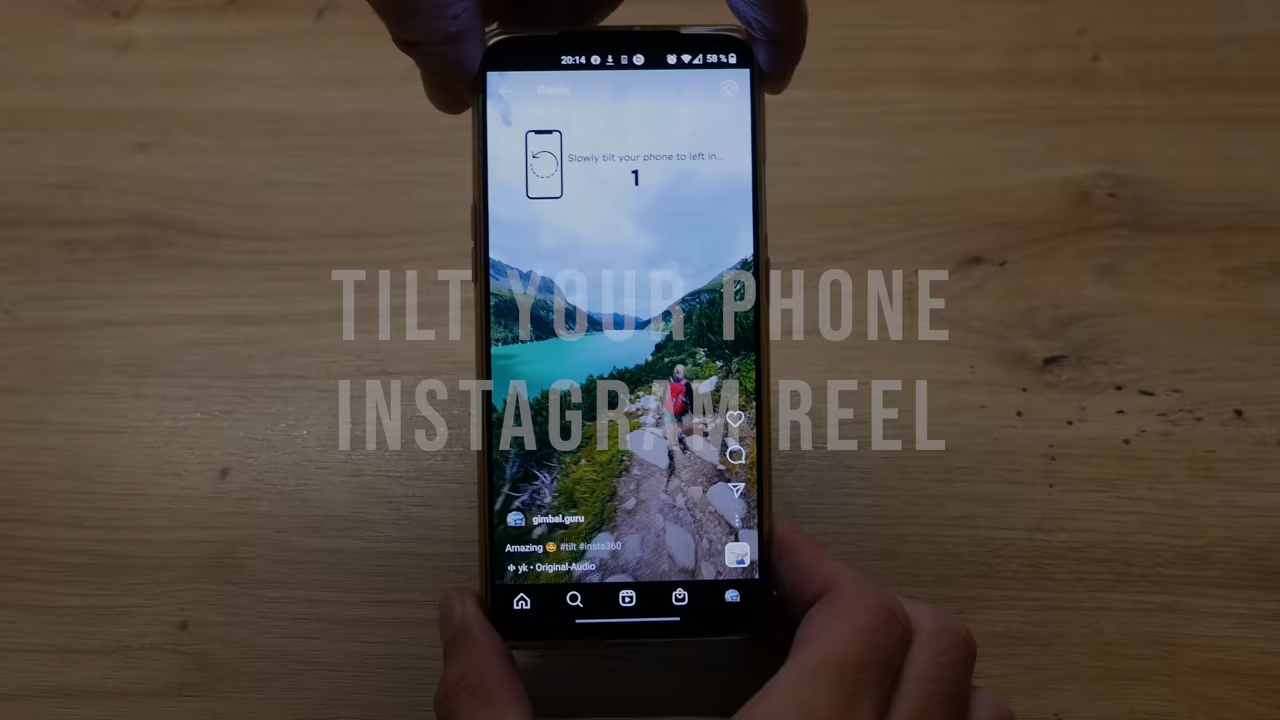 20:14
58 %
Reels
Slowly tilt your phone to left in...
1
TILT YOUR PHONE
INSTAGRAM REEL
gimbal.guru
Amazing 🤩 #tilt #insta360
yk • Original-Audio